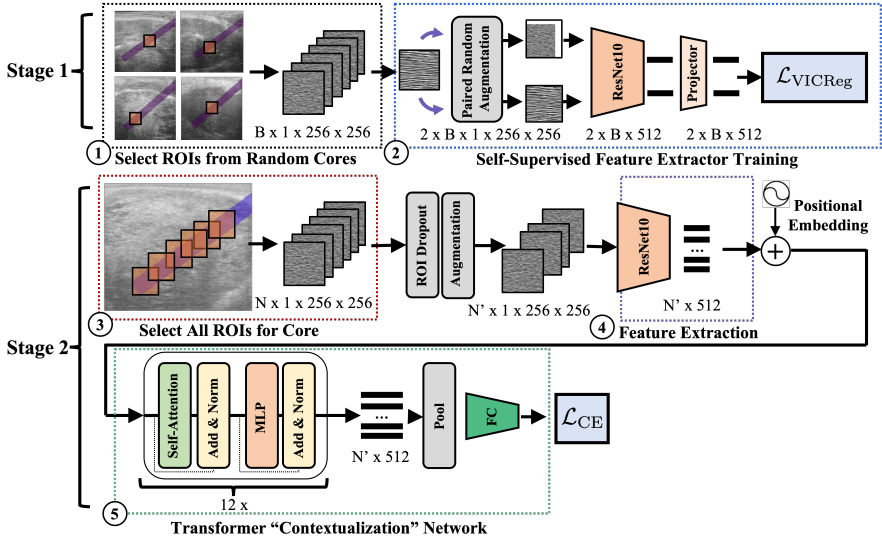 Stage 1
B x 1 x 256 x 256
1
Select ROIs from Random Cores
Paired Random
Augmentation
2 x B x 1 x 256 x 256
ResNet10
2 x B x 512
Projector
2 x B x 512
ℒVICReg
2
Self-Supervised Feature Extractor Training
Stage 2
N x 1 x 256 x 256
3
Select All ROIs for Core
ROI Dropout
Augmentation
N' x 1 x 256 x 256
ResNet10
...
N' x 512
4
Feature Extraction
Positional
Embedding
+
Self-Attention
Add & Norm
MLP
Add & Norm
12 x
...
N' x 512
Pool
FC
ℒCE
5
Transformer “Contextualization” Network